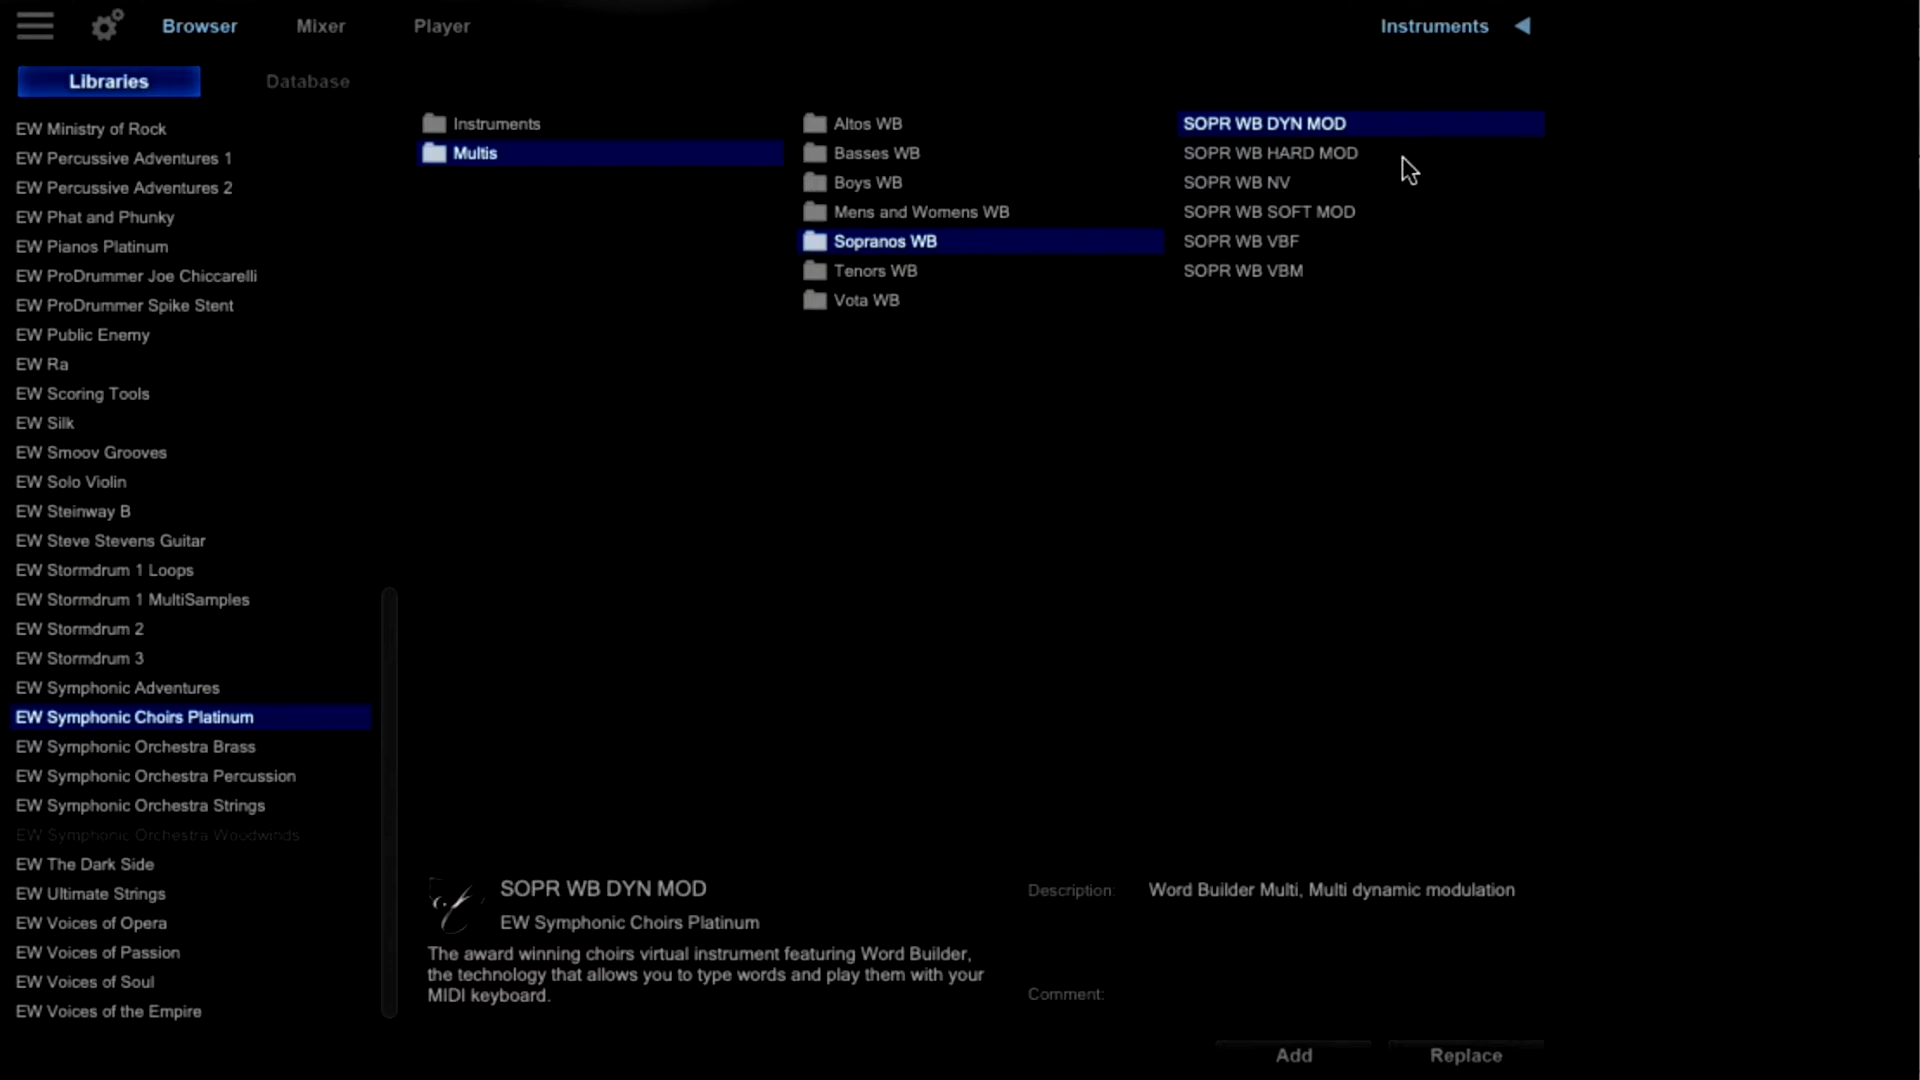 Browser
Mixer
Player
Instruments
Libraries
Database
EW Ministry of Rock
EW Percussive Adventures 1
EW Percussive Adventures 2
EW Phat and Phunky
EW Pianos Platinum
EW ProDrummer Joe Chiccarelli
EW ProDrummer Spike Stent
EW Public Enemy
EW Ra
EW Scoring Tools
EW Silk
EW Smoov Grooves
EW Solo Violin
EW Steinway B
EW Steve Stevens Guitar
EW Stormdrum 1 Loops
EW Stormdrum 1 MultiSamples
EW Stormdrum 2
EW Stormdrum 3
EW Symphonic Adventures
EW Symphonic Choirs Platinum
EW Symphonic Orchestra Brass
EW Symphonic Orchestra Percussion
EW Symphonic Orchestra Strings
EW Symphonic Orchestra Woodwinds
EW The Dark Side
EW Ultimate Strings
EW Voices of Opera
EW Voices of Passion
EW Voices of Soul
EW Voices of the Empire
Instruments
Multis
Altos WB
Basses WB
Boys WB
Mens and Womens WB
Sopranos WB
Tenors WB
Vota WB
SOPR WB DYN MOD
SOPR WB HARD MOD
SOPR WB NV
SOPR WB SOFT MOD
SOPR WB VBF
SOPR WB VBM
SOPR WB DYN MOD
EW Symphonic Choirs Platinum
The award winning choirs virtual instrument featuring Word Builder,
the technology that allows you to type words and play them with your
MIDI keyboard.
Description: Word Builder Multi, Multi dynamic modulation
Comment:
Add
Replace